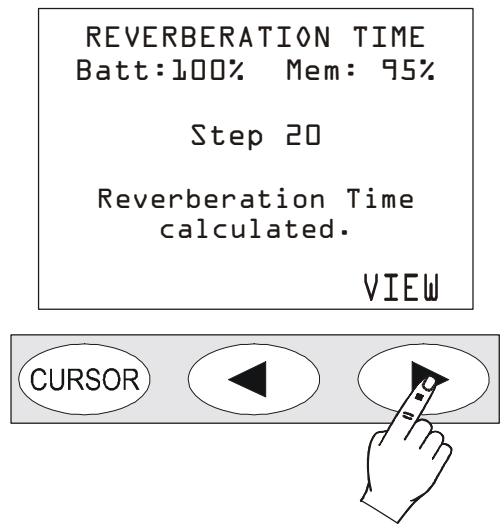 REVERBERATION TIME
Batt:100% Mem: 95%
Step 20
Reverberation Time
calculated.
VIEW
CURSOR